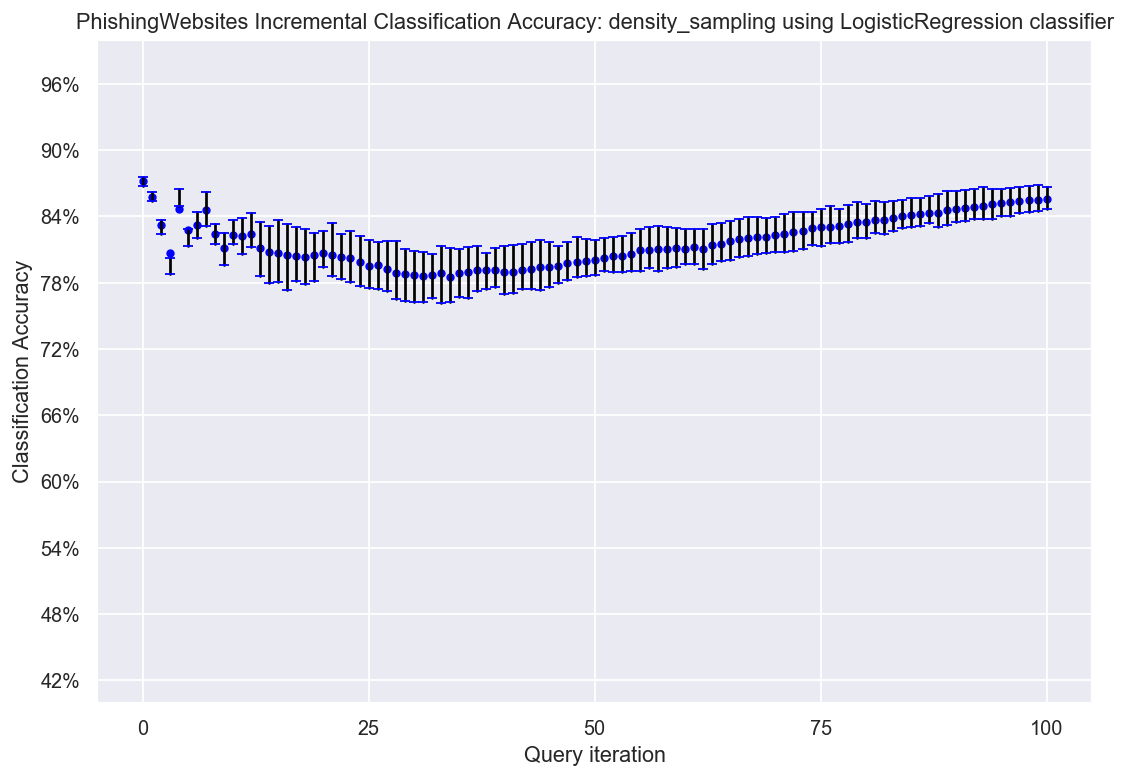 PhishingWebsites Incremental Classification Accuracy: density_sampling using LogisticRegression classifier
96%
90%
84%
78%
72%
66%
60%
54%
48%
42%
Classification Accuracy
0 25 50 75 100
Query iteration